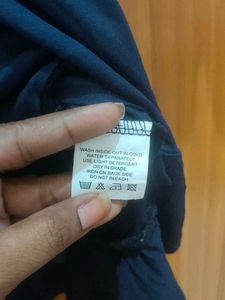 WASH INSIDE OUT IN COLD
WATER SEPARATELY
USE LIGHT DETERGENT
DRY IN SHADE
IRON ON BACK SIDE
DO NOT BLEACH.